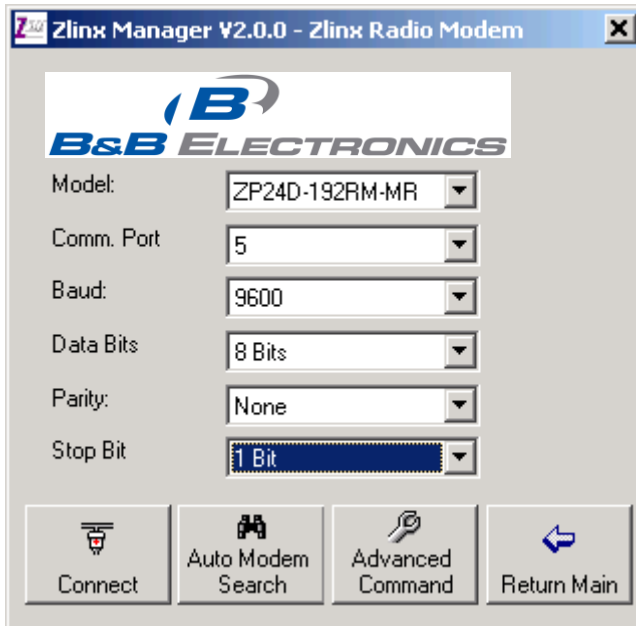 Zlinx Manager V2.0.0 - Zlinx Radio Modem
B
B&B ELECTRONICS
Model: ZP24D-192RM-MR
Comm. Port 5
Baud: 9600
Data Bits 8 Bits
Parity: None
Stop Bit 1 Bit
Connect
Auto Modem
Search
Advanced
Command
Return Main